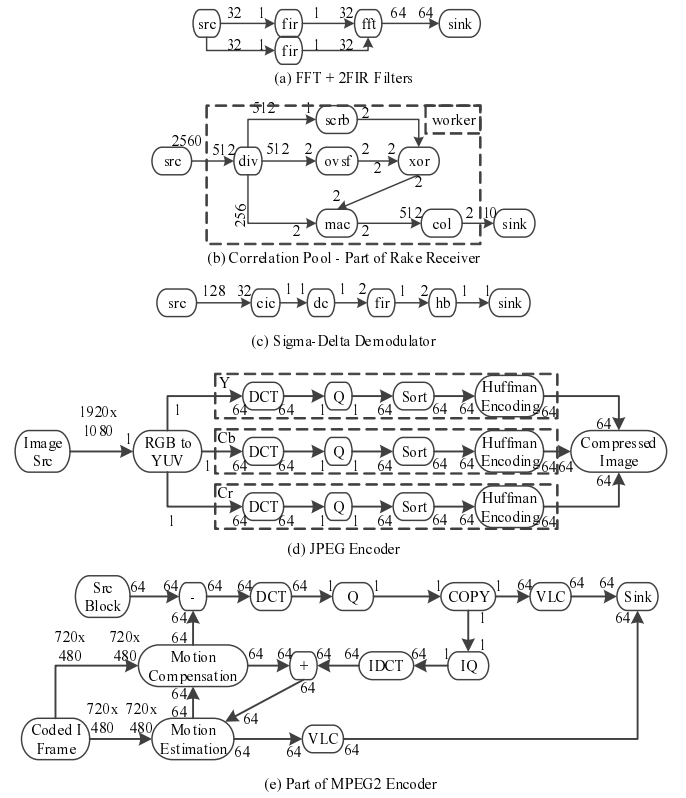 32 1 1 32 64 64
src fir fft sink
32 1 fir 1 32
(a) FFT + 2FIR Filters
512 1 scrb 2 worker
2560
src 512 div 512 2 ovsf 2 2 xor
2 2
256 2
2 mac 2 512 col 2 10 sink
(b) Correlation Pool - Part of Rake Receiver
src 128 32 cic 1 1 dc 1 2 fir 1 2 hb 1 1 sink
(c) Sigma-Delta Demodulator
Y
64 DCT 64 1 Q 1 64 Sort 64 64 Huffman
Encoding 64
1920x
1080
1
Image
Src
1 RGB to
YUV 1
Cb
64 DCT 64 1 Q 1 64 Sort 64 64 Huffman
Encoding 64
64
64 Compressed
Image
64
1
Cr
64 DCT 64 1 Q 1 64 Sort 64 64 Huffman
Encoding 64
(d) JPEG Encoder
Src
Block 64 64 - 64 64 DCT 64 1 Q 1 1 COPY 1 64 VLC 64 64 Sink
64 1 64
720x
480
720x
480
64
Motion
Compensation 64 64 + 64 64 IDCT 64 1 IQ 1
64 64
720x
480
720x
480
64 64
Coded I
Frame
Motion
Estimation 64 64 VLC 64
(e) Part of MPEG2 Encoder